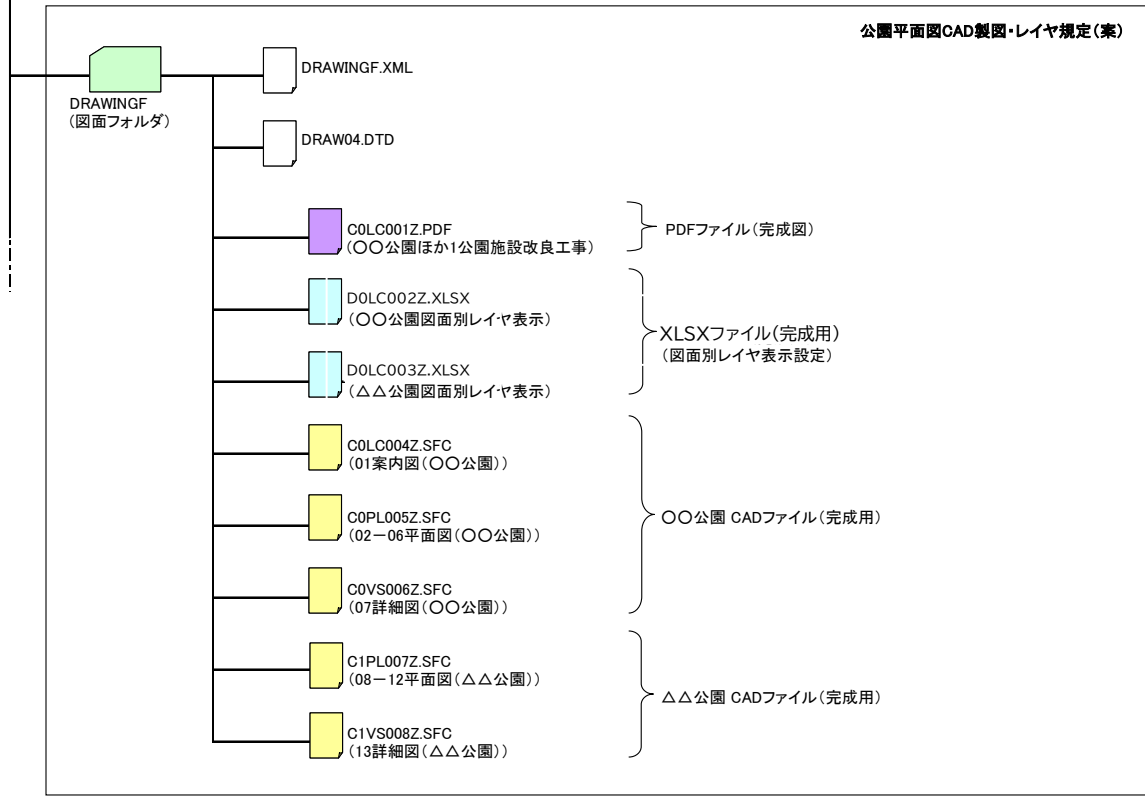 公園平面図CAD製図・レイヤ規定(案)
DRAWINGF
(図面フォルダ)
DRAWINGF.XML
DRAW04.DTD
C0LC001Z.PDF
(〇〇公園ほか1公園施設改良工事)
PDFファイル(完成図)
D0LC002Z.XLSX
(〇〇公園図面別レイヤ表示)
XLSXファイル(完成用)
(図面別レイヤ表示設定)
D0LC003Z.XLSX
(△△公園図面別レイヤ表示)
C0LC004Z.SFC
(01案内図(〇〇公園))
C0PL005Z.SFC
(02－06平面図(〇〇公園))
〇〇公園 CADファイル(完成用)
C0VS006Z.SFC
(07詳細図(〇〇公園))
C1PL007Z.SFC
(08－12平面図(△△公園))
△△公園 CADファイル(完成用)
C1VS008Z.SFC
(13詳細図(△△公園))